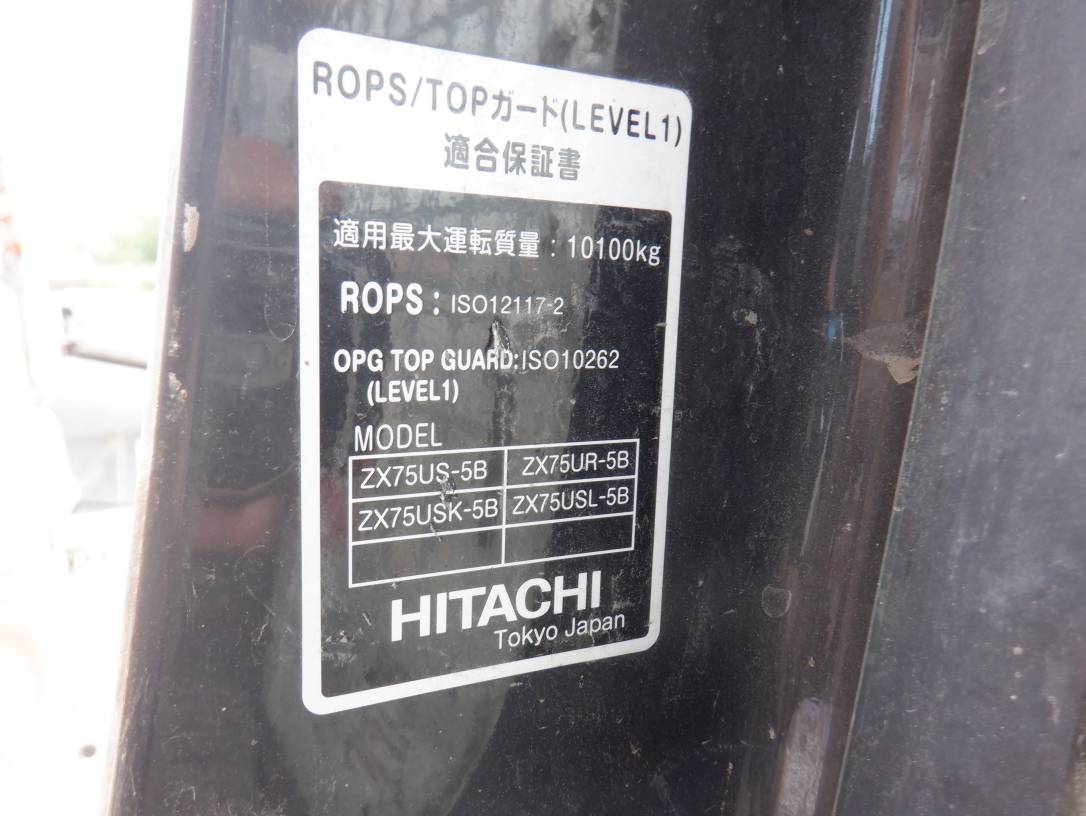 ROPS/TOPガード(LEVEL1)
適合保証書
適用最大運転質量：10100kg
ROPS：ISO12117-2
OPG TOP GUARD:ISO10262
(LEVEL1)
MODEL
ZX75US-5B ZX75UR-5B
ZX75USK-5B ZX75USL-5B
HITACHI
Tokyo Japan